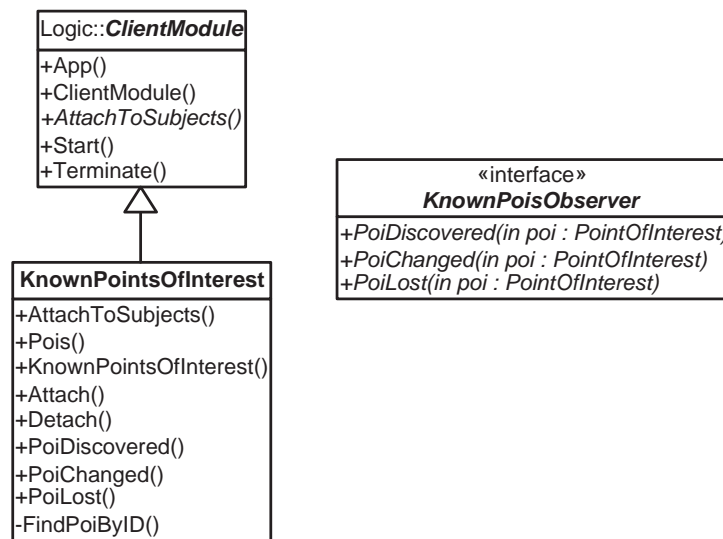 Logic::ClientModule
+App()
+ClientModule()
+AttachToSubjects()
+Start()
+Terminate()
«interface»
KnownPoisObserver
+PoiDiscovered(in poi : PointOfInterest)
+PoiChanged(in poi : PointOfInterest)
+PoiLost(in poi : PointOfInterest)
KnownPointsOfInterest
+AttachToSubjects()
+Pois()
+KnownPointsOfInterest()
+Attach()
+Detach()
+PoiDiscovered()
+PoiChanged()
+PoiLost()
-FindPoiByID()